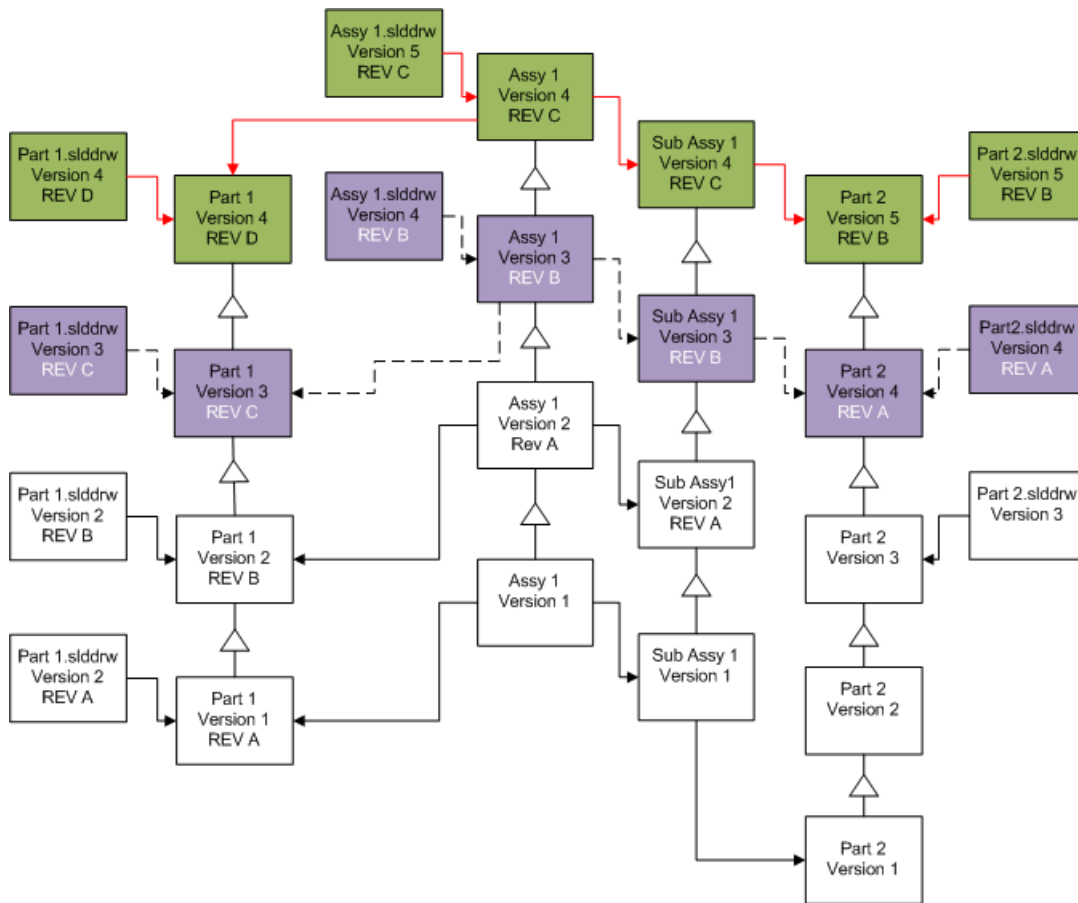 Assy 1.slddrw
Version 5
REV C
Assy 1
Version 4
REV C
Part 1.slddrw
Version 4
REV D
Sub Assy 1
Version 4
REV C
Part 2.slddrw
Version 5
REV B
Part 1
Version 4
REV D
Assy 1.slddrw
Version 4
REV B
Part 2
Version 5
REV B
Assy 1
Version 3
REV B
Part 1.slddrw
Version 3
REV C
Sub Assy 1
Version 3
REV B
Part2.slddrw
Version 4
REV A
Part 1
Version 3
REV C
Part 2
Version 4
REV A
Assy 1
Version 2
Rev A
Part 1.slddrw
Version 2
REV B
Sub Assy1
Version 2
REV A
Part 2.slddrw
Version 3
Part 1
Version 2
REV B
Part 2
Version 3
Assy 1
Version 1
Part 1.slddrw
Version 2
REV A
Sub Assy 1
Version 1
Part 1
Version 1
REV A
Part 2
Version 2
Part 2
Version 1